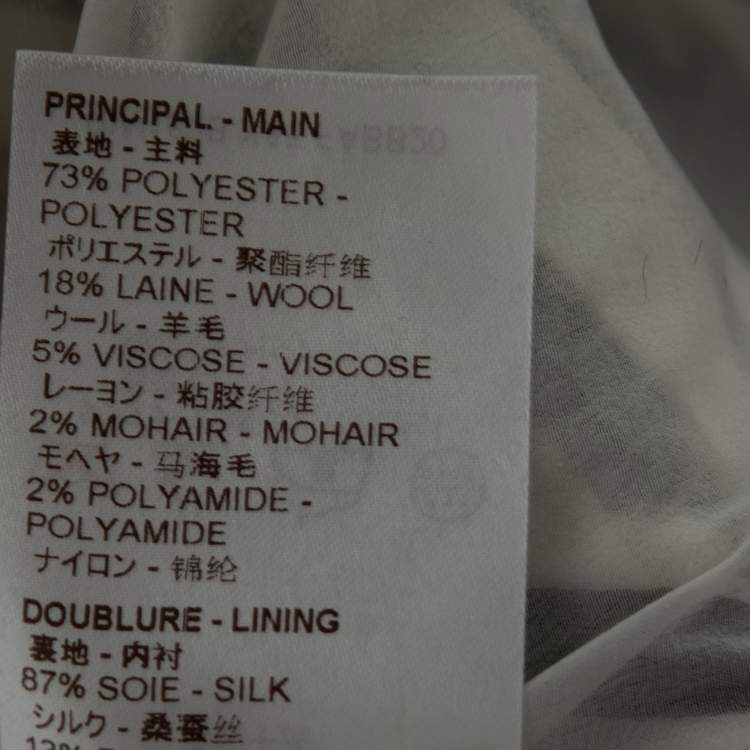 PRINCIPAL - MAIN
表地 - 主料
73% POLYESTER -
POLYESTER
ポリエステル - 聚酯纤维
18% LAINE - WOOL
ウール - 羊毛
5% VISCOSE - VISCOSE
レーヨン - 粘胶纤维
2% MOHAIR - MOHAIR
モヘヤ - 马海毛
2% POLYAMIDE -
POLYAMIDE
ナイロン - 锦纶
DOUBLURE - LINING
裏地 - 内衬
87% SOIE - SILK
シルク - 桑蚕丝